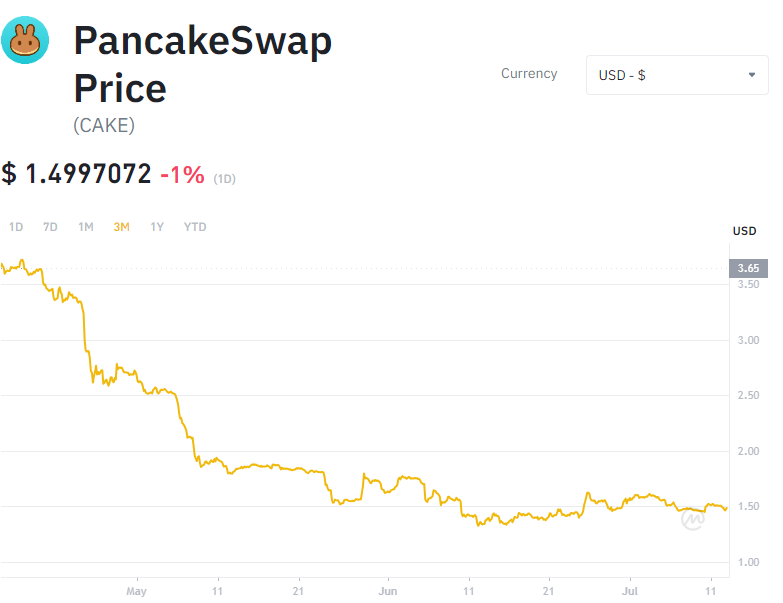 PancakeSwap
Price
(CAKE)
Currency
USD - $
$ 1.4997072 -1% (1D)
1D 7D 1M 3M 1Y YTD
USD
3.65
3.50
3.00
2.50
2.00
1.50
1.00
May 11 21 Jun 11 21 Jul 11